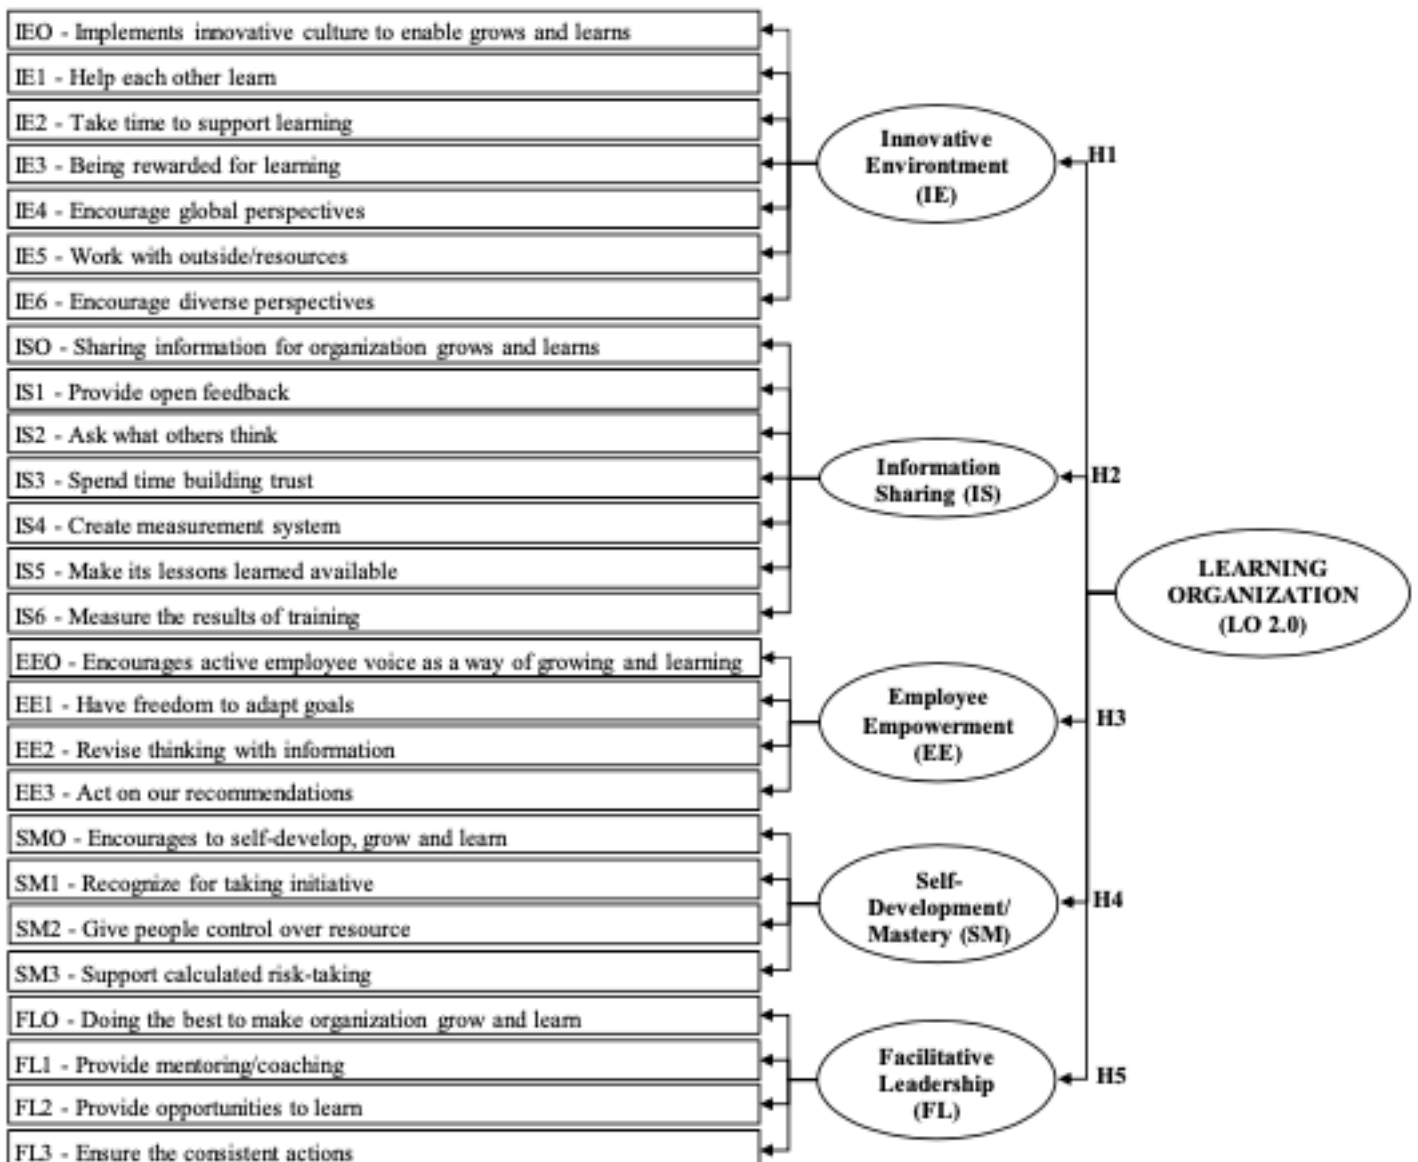 IEO - Implements innovative culture to enable grows and learns
IE1 - Help each other learn
IE2 - Take time to support learning
IE3 - Being rewarded for learning
IE4 - Encourage global perspectives
IE5 - Work with outside/resources
IE6 - Encourage diverse perspectives
ISO - Sharing information for organization grows and learns
IS1 - Provide open feedback
IS2 - Ask what others think
IS3 - Spend time building trust
IS4 - Create measurement system
IS5 - Make its lessons learned available
IS6 - Measure the results of training
EEO - Encourages active employee voice as a way of growing and learning
EE1 - Have freedom to adapt goals
EE2 - Revise thinking with information
EE3 - Act on our recommendations
SMO - Encourages to self-develop, grow and learn
SM1 - Recognize for taking initiative
SM2 - Give people control over resource
SM3 - Support calculated risk-taking
FLO - Doing the best to make organization grow and learn
FL1 - Provide mentoring/coaching
FL2 - Provide opportunities to learn
FL3 - Ensure the consistent actions
Innovative
Environtment
(IE)
Information
Sharing (IS)
Employee
Empowerment
(EE)
Self-
Development/
Mastery (SM)
Facilitative
Leadership
(FL)
H1
H2
H3
H4
H5
LEARNING
ORGANIZATION
(LO 2.0)